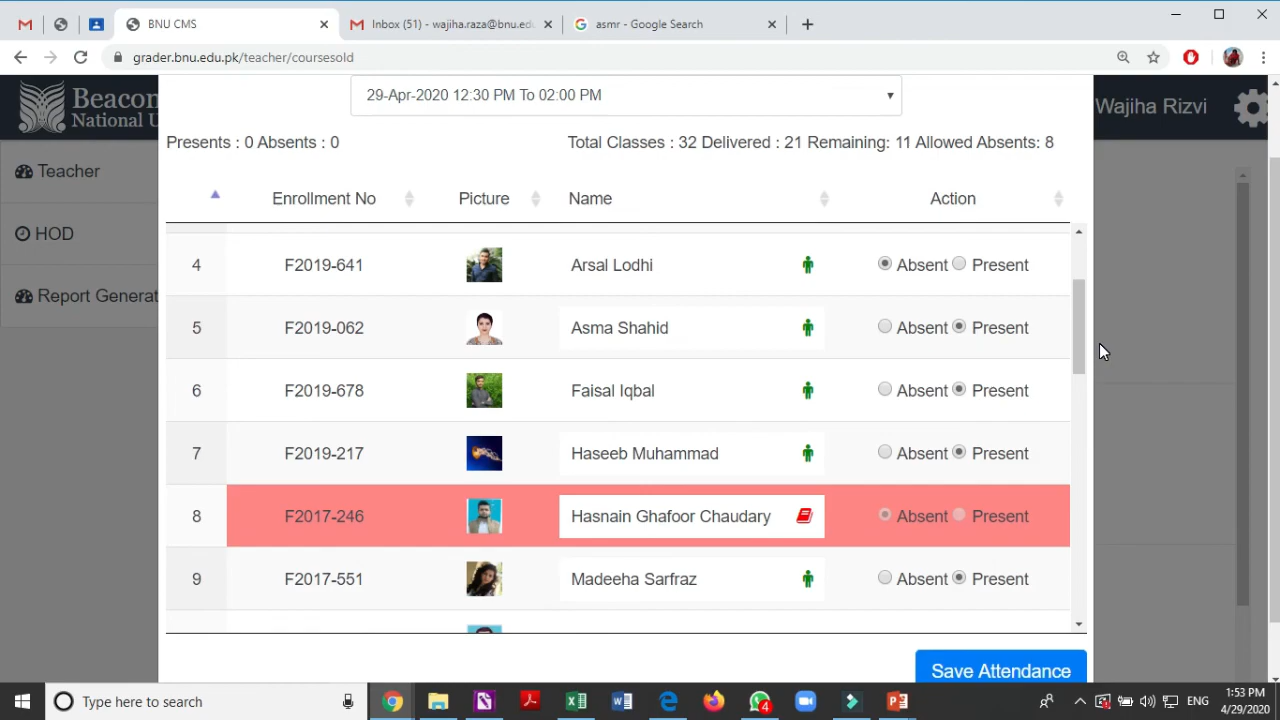 BNU CMS
Inbox (51) - wajiha.raza@bnu.edu.
asmr - Google Search
grader.bnu.edu.pk/teacher/coursesold
Beacon
National U
Wajiha Rizvi
29-Apr-2020 12:30 PM To 02:00 PM
Presents : 0 Absents : 0
Total Classes : 32 Delivered : 21 Remaining: 11 Allowed Absents: 8
Teacher
HOD
Report Generat
Enrollment No Picture Name Action
4 F2019-641 Arsal Lodhi Absent Present
5 F2019-062 Asma Shahid Absent Present
6 F2019-678 Faisal Iqbal Absent Present
7 F2019-217 Haseeb Muhammad Absent Present
8 F2017-246 Hasnain Ghafoor Chaudary Absent Present
9 F2017-551 Madeeha Sarfraz Absent Present
Save Attendance
Type here to search
4
ENG
1:53 PM
4/29/2020